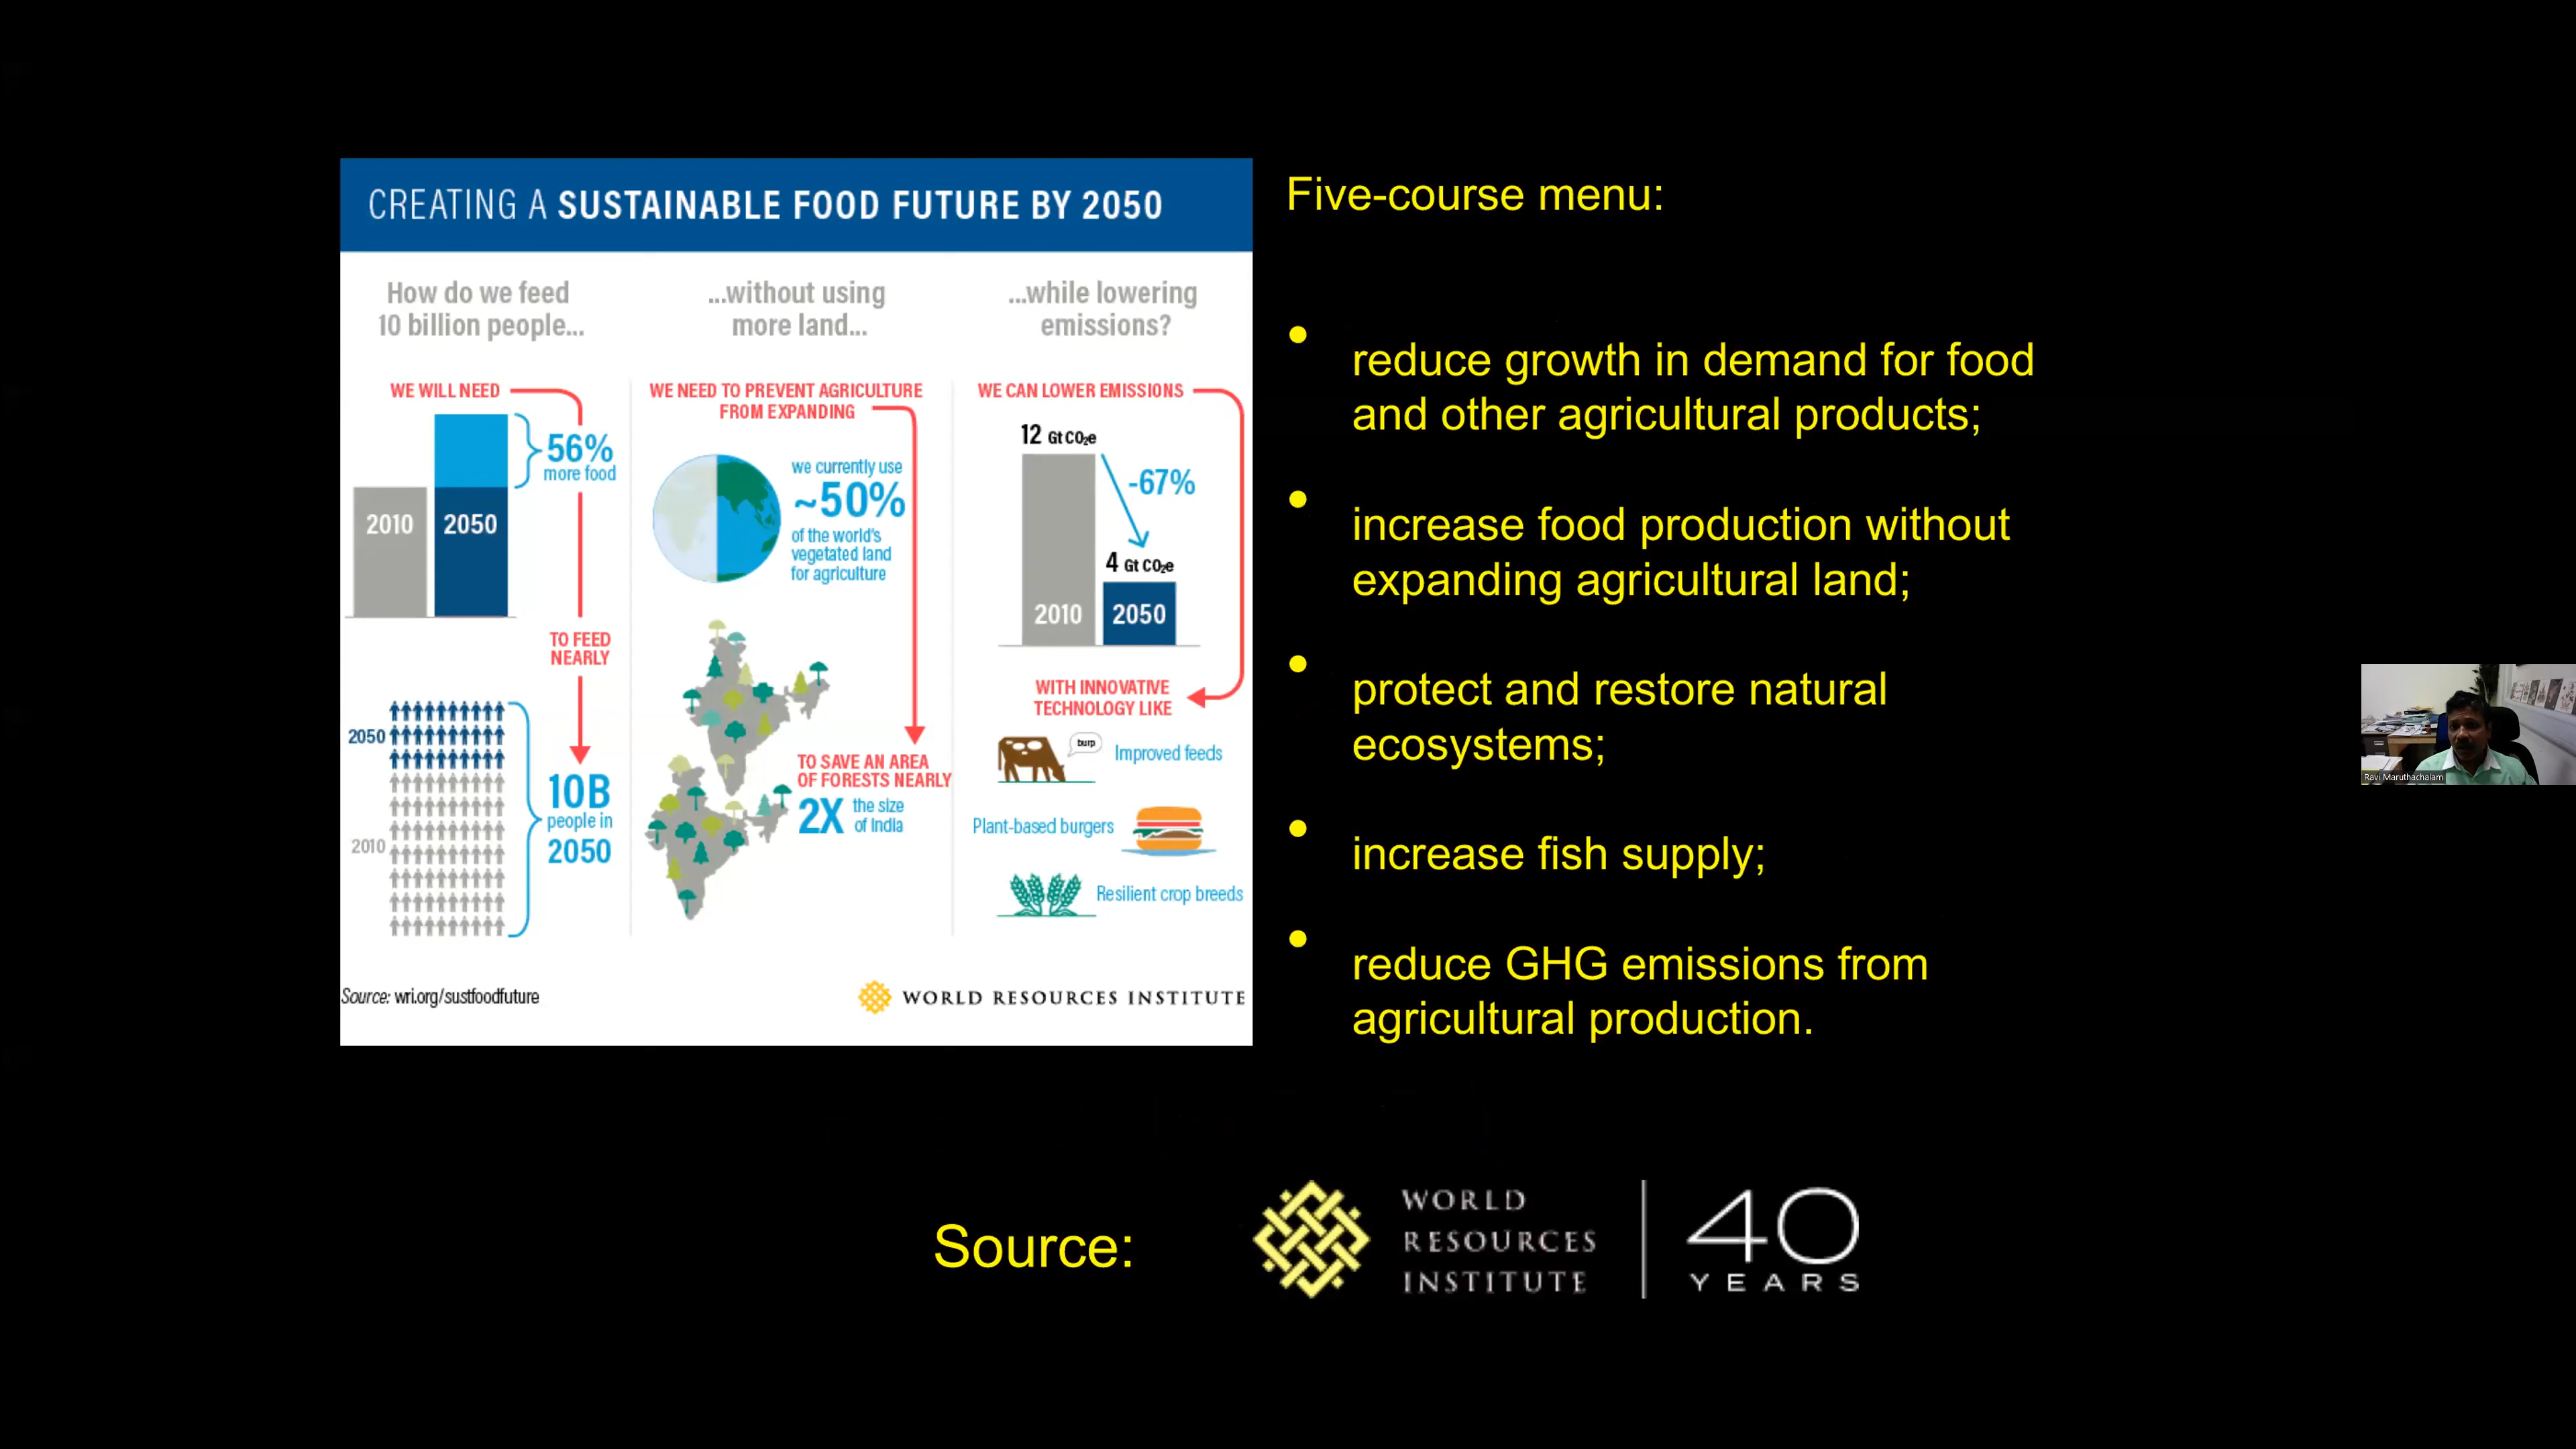 CREATING A SUSTAINABLE FOOD FUTURE BY 2050
How do we feed
10 billion people...
WE WILL NEED
56%
more food
2010
2050
TO FEED
NEARLY
2050
2010
10B
people in
2050
...without using
more land...
WE NEED TO PREVENT AGRICULTURE
FROM EXPANDING
we currently use
~50%
of the world's
vegetated land
for agriculture
TO SAVE AN AREA
OF FORESTS NEARLY
2X the size
of India
...while lowering
emissions?
WE CAN LOWER EMISSIONS
12 Gt CO₂e
-67%
4 Gt CO₂e
2010
2050
WITH INNOVATIVE
TECHNOLOGY LIKE
burp
Improved feeds
Plant-based burgers
Resilient crop breeds
Source: wri.org/sustfoodfuture
WORLD RESOURCES INSTITUTE
Five-course menu:
• reduce growth in demand for food
and other agricultural products;
• increase food production without
expanding agricultural land;
• protect and restore natural
ecosystems;
• increase fish supply;
• reduce GHG emissions from
agricultural production.
Ravi Maruthachalam
Source:
WORLD
RESOURCES
INSTITUTE
40
YEARS